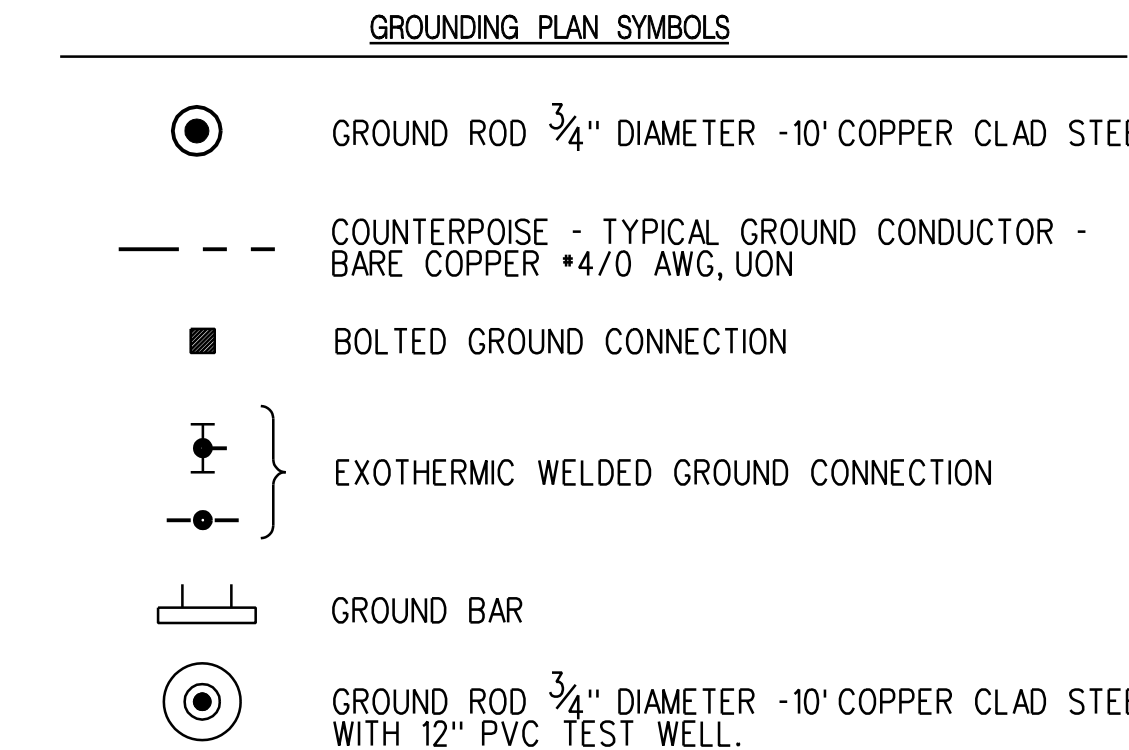 GROUNDING PLAN SYMBOLS
GROUND ROD 3/4" DIAMETER -10' COPPER CLAD
COUNTERPOISE - TYPICAL GROUND CONDUCTOR -
BARE COPPER #4/0 AWG, UON
BOLTED GROUND CONNECTION
EXOTHERMIC WELDED GROUND CONNECTION
GROUND BAR
GROUND ROD 3/4" DIAMETER -10' COPPER CLAD
WITH 12" PVC TEST WELL.